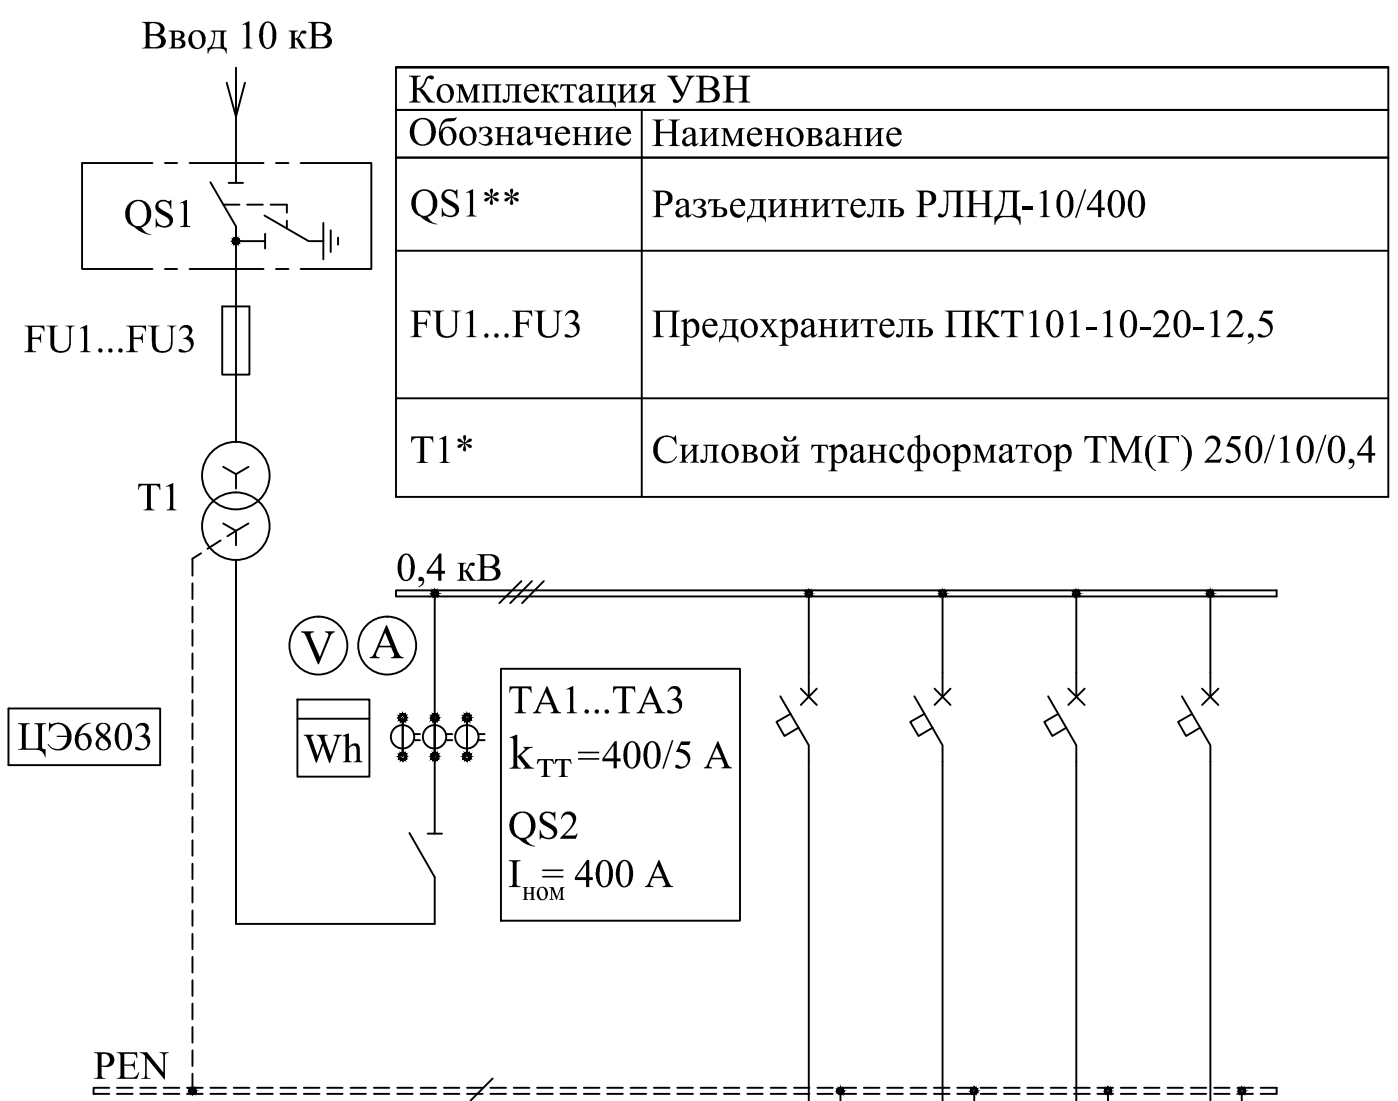 Ввод 10 кВ
Комплектация УВН
Обозначение Наименование
QS1** Разъединитель РЛНД-10/400
QS1
FU1...FU3 Предохранитель ПКТ101-10-20-12,5
FU1...FU3
T1* Силовой трансформатор ТМ(Г) 250/10/0,4
T1
0,4 кВ
V A
TA1...TA3
ЦЭ6803
Wh
kТТ=400/5 А
QS2
Iном= 400 А
PEN